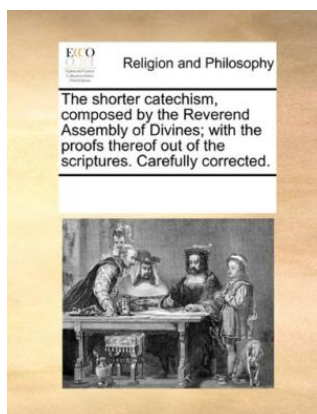 ECCO
Religion and Philosophy
The shorter catechism,
composed by the Reverend
Assembly of Divines; with the
proofs thereof out of the
scriptures. Carefully corrected.